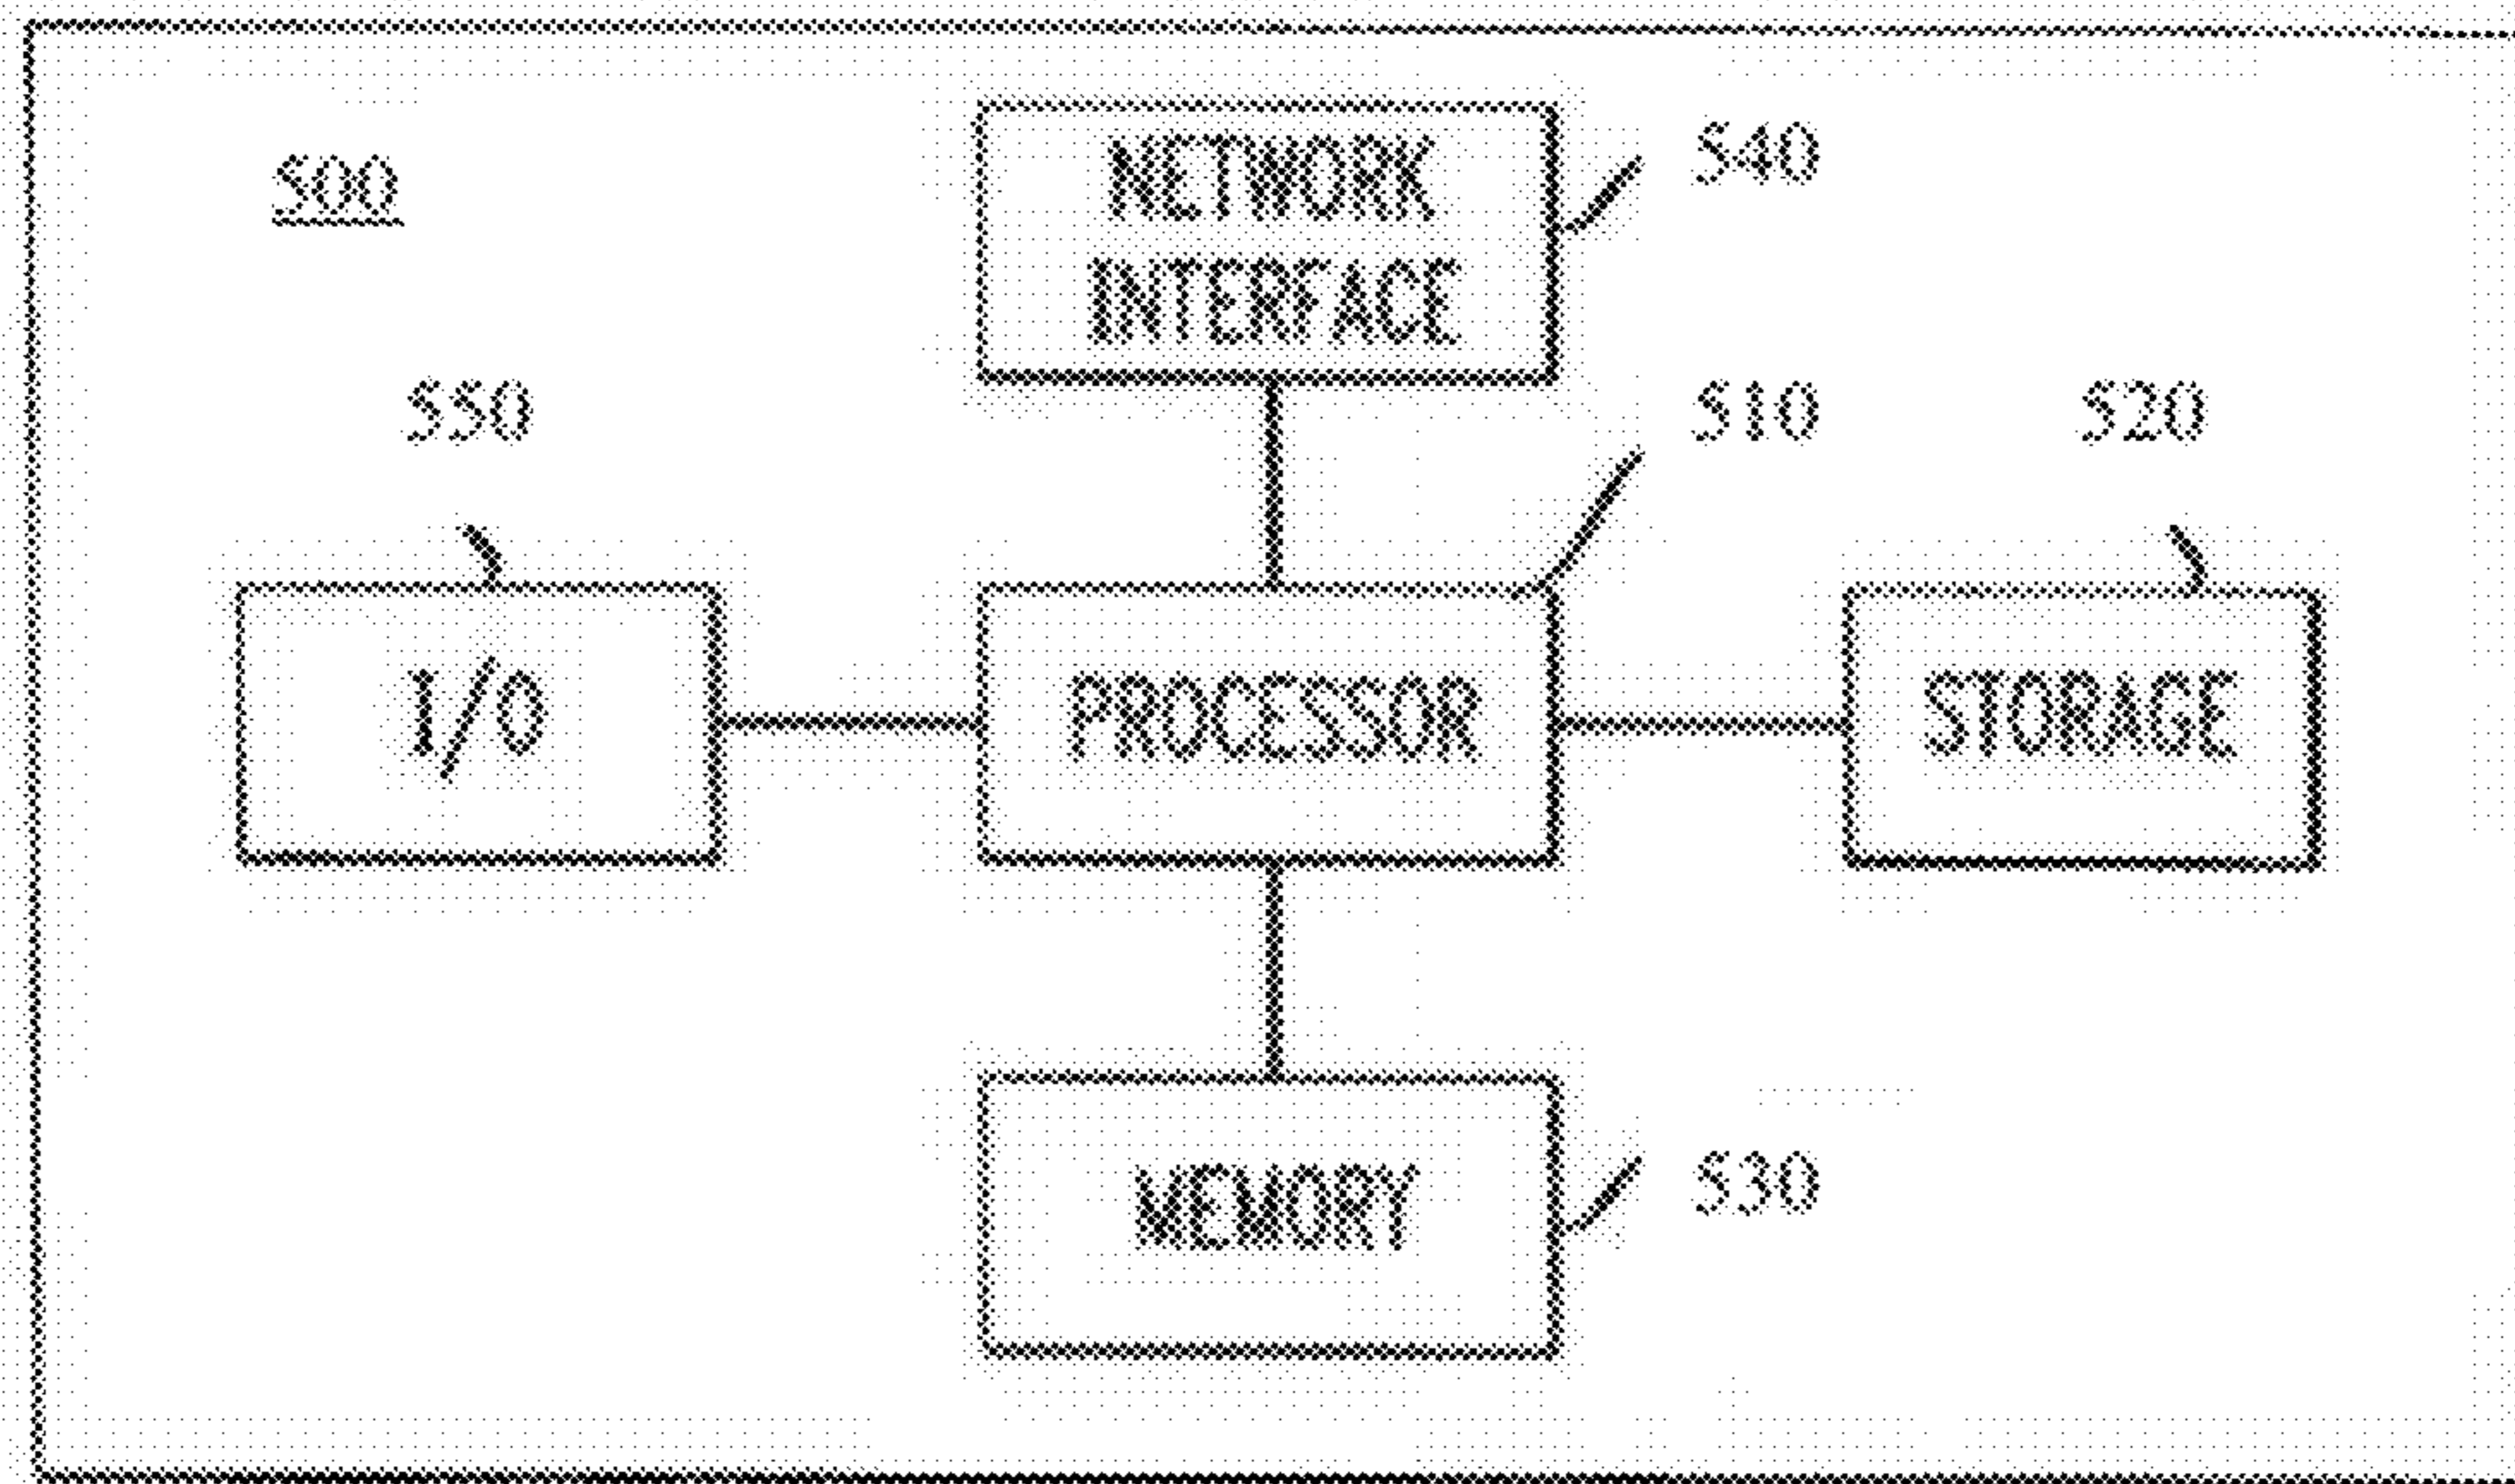 500
NETWORK
INTERFACE
540
550
510
520
I/O
PROCESSOR
STORAGE
MEMORY
530